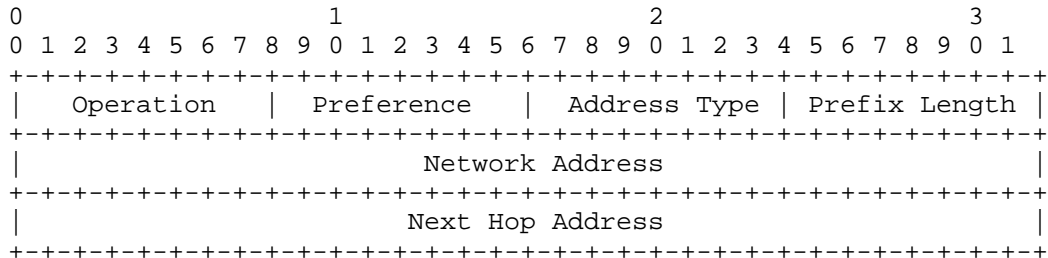 0                   1                   2                   3
0 1 2 3 4 5 6 7 8 9 0 1 2 3 4 5 6 7 8 9 0 1 2 3 4 5 6 7 8 9 0 1
+-+-+-+-+-+-+-+-+-+-+-+-+-+-+-+-+-+-+-+-+-+-+-+-+-+-+-+-+-+-+-+-+
|   Operation   |  Preference   |  Address Type | Prefix Length |
+-+-+-+-+-+-+-+-+-+-+-+-+-+-+-+-+-+-+-+-+-+-+-+-+-+-+-+-+-+-+-+-+
|                         Network Address                       |
+-+-+-+-+-+-+-+-+-+-+-+-+-+-+-+-+-+-+-+-+-+-+-+-+-+-+-+-+-+-+-+-+
|                        Next Hop Address                       |
+-+-+-+-+-+-+-+-+-+-+-+-+-+-+-+-+-+-+-+-+-+-+-+-+-+-+-+-+-+-+-+-+